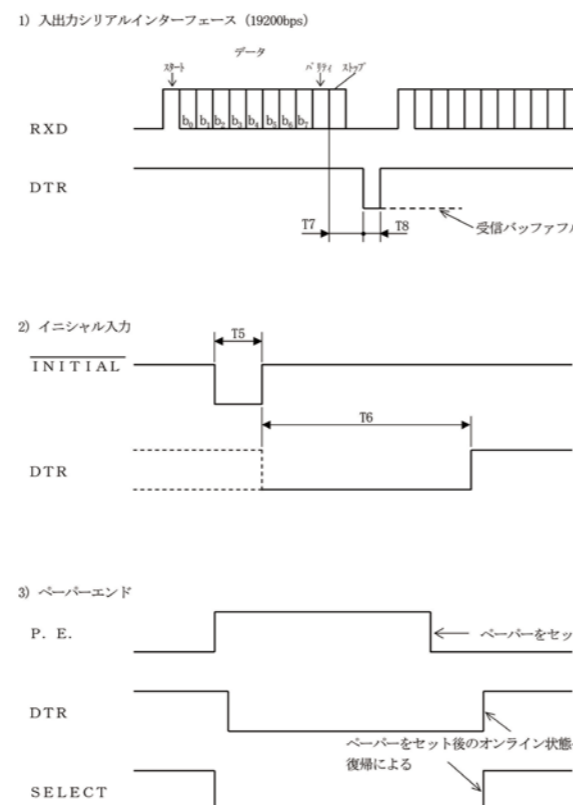 1) 入出力シリアルインターフェース (19200bps)
データ
スタート
パリティ
ストップ
b0 b1 b2 b3 b4 b5 b6 b7
RXD
DTR
T7
T8
受信バッファフル
2) イニシャル入力
T5
INITIAL
T6
DTR
3) ペーパーエンド
P. E.
ペーパーをセッ
DTR
ペーパーをセット後のオンライン状態
復帰による
SELECT